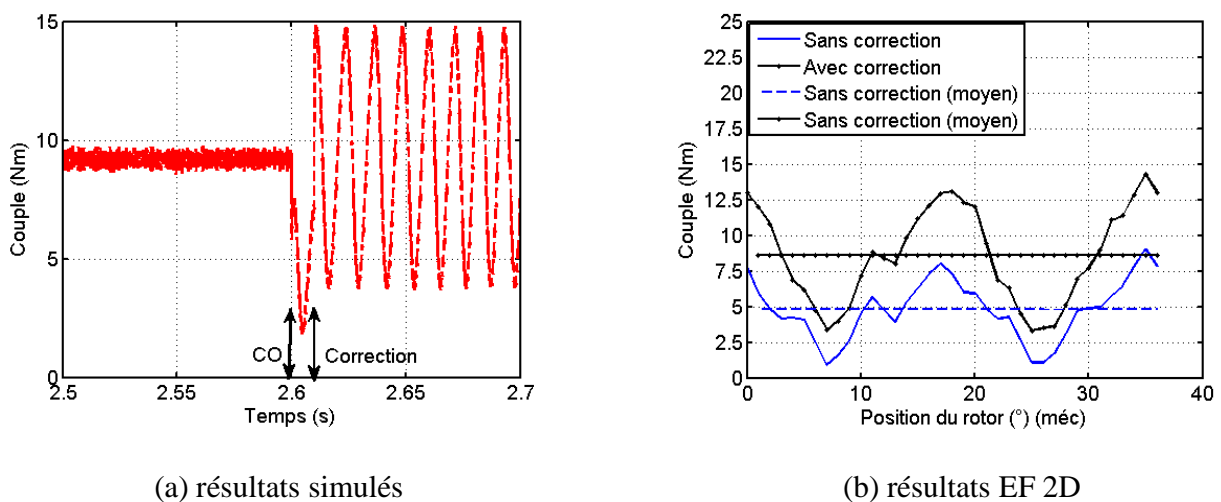 15
10
5
0
Couple (Nm)
CO
Correction
2.5
2.55
2.6
2.65
2.7
Temps (s)
(a) résultats simulés
25
22.5
20
17.5
15
12.5
10
7.5
5
2.5
0
Couple (Nm)
Sans correction
Avec correction
Sans correction (moyen)
Sans correction (moyen)
0
10
20
30
40
Position du rotor (°) (méc)
(b) résultats EF 2D